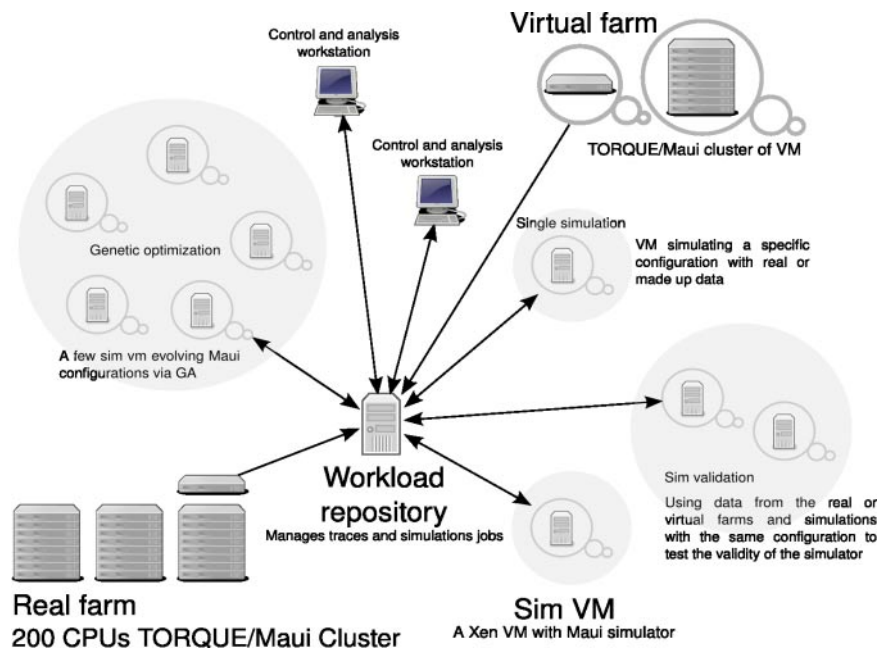 Control and analysis
workstation
Virtual farm
TORQUE/Maui cluster of VM
Control and analysis
workstation
Genetic optimization
A few sim vm evolving Maui
configurations via GA
Single simulation
VM simulating a specific
configuration with real or
made up data
Workload
repository
Manages traces and simulations jobs
Sim validation
Using data from the real or
virtual farms and simulations
with the same configuration to
test the validity of the simulator
Real farm
200 CPUs TORQUE/Maui Cluster
Sim VM
A Xen VM with Maui simulator